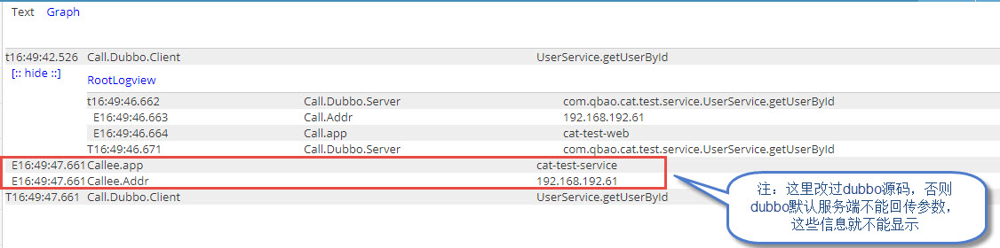 Text Graph
t16:49:42.526 Call.Dubbo.Client UserService.getUserById
[:: hide ::]
RootLogview
t16:49:46.662 Call.Dubbo.Server com.qbao.cat.test.service.UserService.getUserById
E16:49:46.663 Call.Addr 192.168.192.61
E16:49:46.664 Call.app cat-test-web
T16:49:46.671 Call.Dubbo.Server com.qbao.cat.test.service.UserService.getUserById
E16:49:47.661 Callee.app cat-test-service
E16:49:47.661 Callee.Addr 192.168.192.61
T16:49:47.661 Call.Dubbo.Client UserService.getUserById
注：这里改过dubbo源码，否则
dubbo默认服务端不能回传参数，
这些信息就不能显示